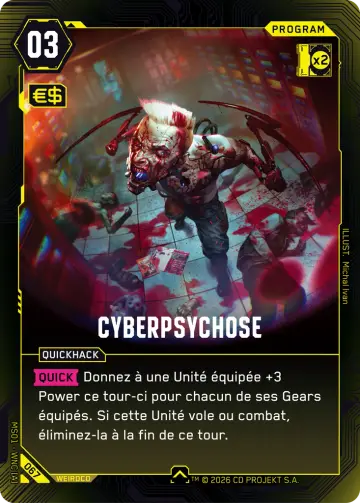 03
PROGRAM
x2
€$
ILLUST. Michal Ivan
CYBERPSYCHOSE
QUICKHACK
QUICK Donnez à une Unité équipée +3
Power ce tour-ci pour chacun de ses Gears
équipés. Si cette Unité vole ou combat,
éliminez-la à la fin de ce tour.
067
WEIRDCO
™ © 2026 CD PROJEKT S.A.